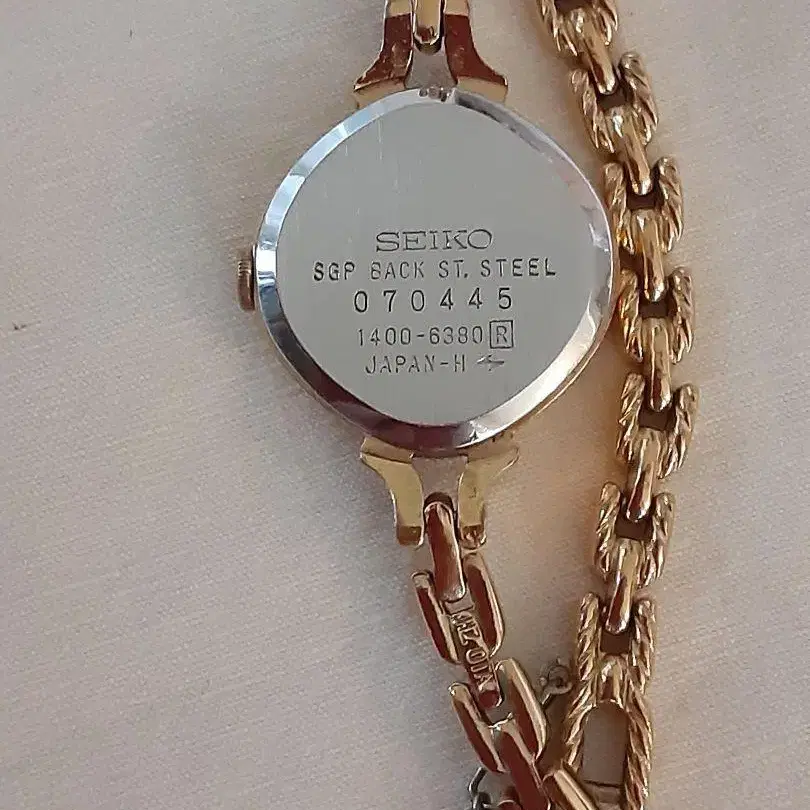 SEIKO
SGP BACK ST. STEEL
070445
1400-6380 R
JAPAN-H